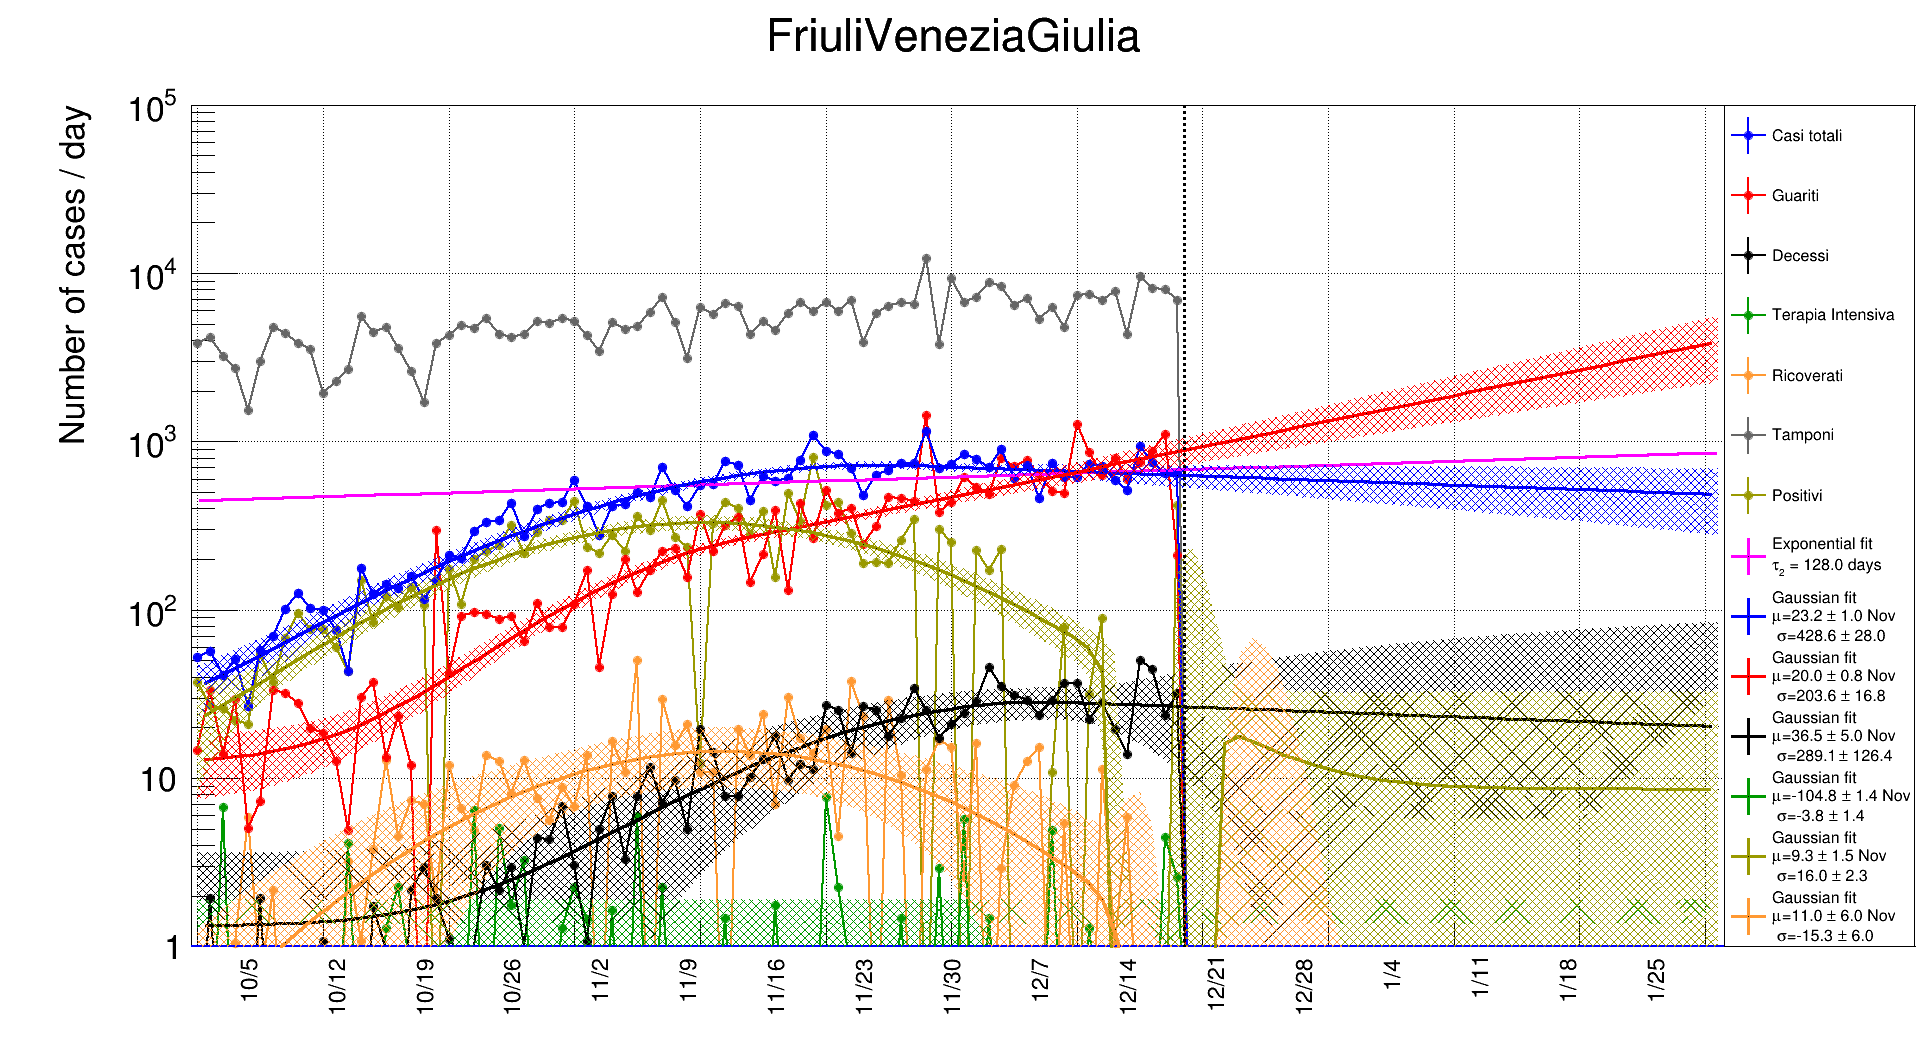 FriuliVeneziaGiulia
Number of cases / day
10^5
10^4
10^3
10^2
10
1
10/5
10/12
10/19
10/26
11/2
11/9
11/16
11/23
11/30
12/7
12/14
12/21
12/28
1/4
1/11
1/18
1/25
Casi totali
Guariti
Decessi
Terapia Intensiva
Ricoverati
Tamponi
Positivi
Exponential fit
τ₂ = 128.0 days
Gaussian fit
μ=23.2 ± 1.0 Nov
σ=428.6 ± 28.0
Gaussian fit
μ=20.0 ± 0.8 Nov
σ=203.6 ± 16.8
Gaussian fit
μ=36.5 ± 5.0 Nov
σ=289.1 ± 126.4
Gaussian fit
μ=-104.8 ± 1.4 Nov
σ=-3.8 ± 1.4
Gaussian fit
μ=9.3 ± 1.5 Nov
σ=16.0 ± 2.3
Gaussian fit
μ=11.0 ± 6.0 Nov
σ=-15.3 ± 6.0